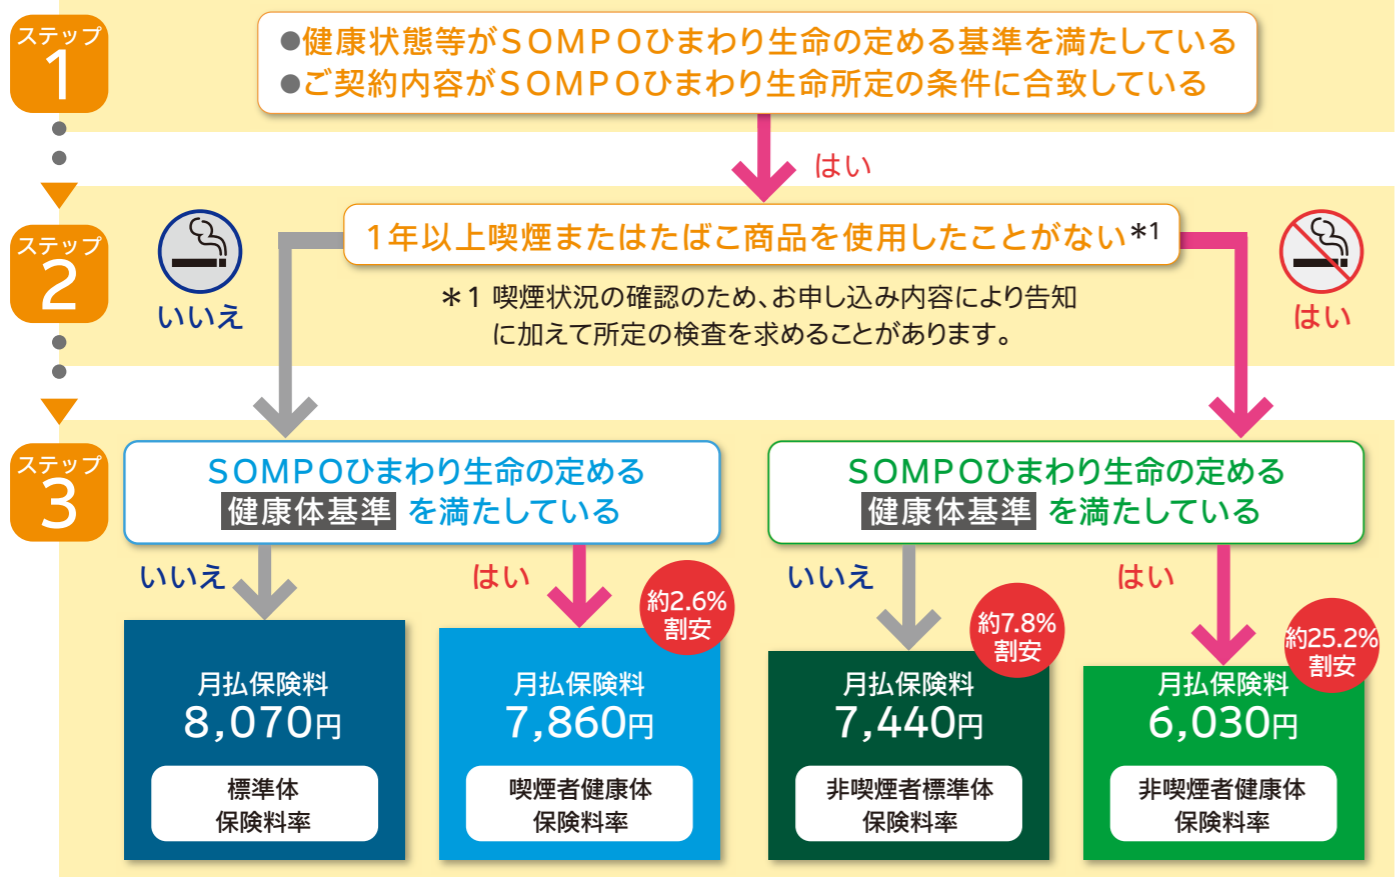 ステップ
1
●健康状態等がSOMPOひまわり生命の定める基準を満たしている
●ご契約内容がSOMPOひまわり生命所定の条件に合致している
はい
ステップ
2
いいえ
1年以上喫煙またはたばこ商品を使用したことがない*1
はい
*1 喫煙状況の確認のため、お申し込み内容により告知
に加えて所定の検査を求めることがあります。
ステップ
3
SOMPOひまわり生命の定める
健康体基準 を満たしている
いいえ
はい
約2.6%
割安
月払保険料
8,070円
標準体
保険料率
月払保険料
7,860円
喫煙者健康体
保険料率
SOMPOひまわり生命の定める
健康体基準 を満たしている
いいえ
はい
約7.8%
割安
約25.2%
割安
月払保険料
7,440円
非喫煙者標準体
保険料率
月払保険料
6,030円
非喫煙者健康体
保険料率